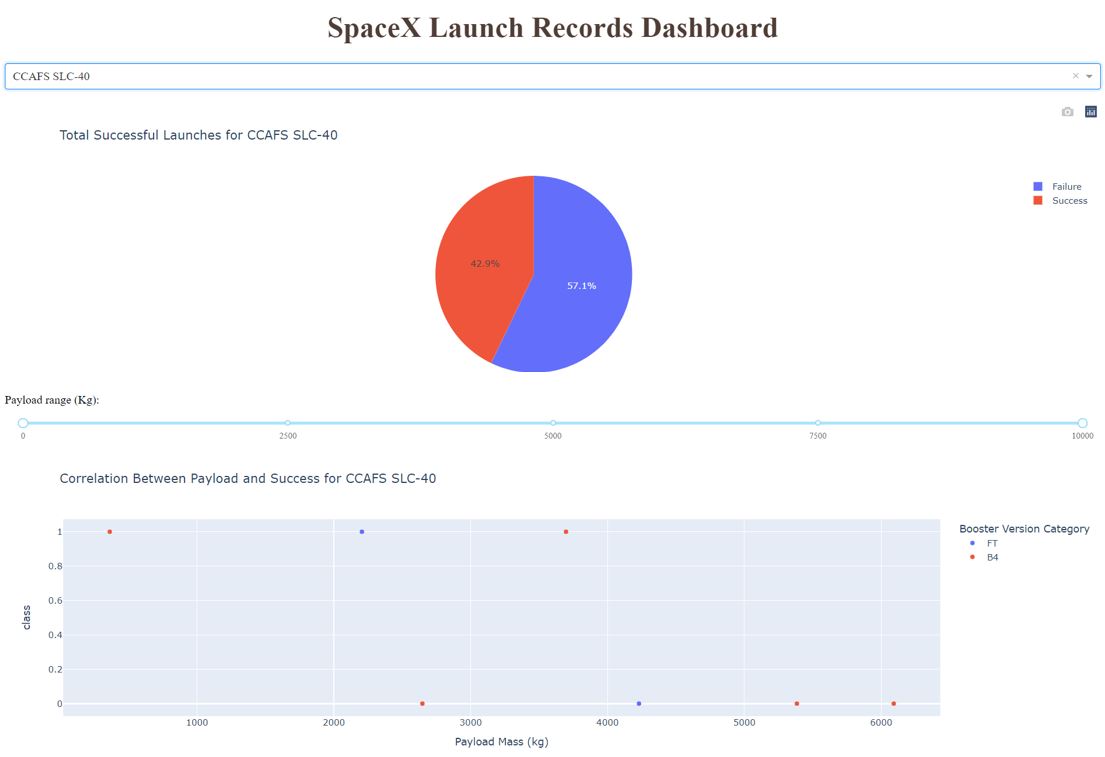 SpaceX Launch Records Dashboard
CCAFS SLC-40
Total Successful Launches for CCAFS SLC-40
Failure
Success
42.9%
57.1%
Payload range (Kg):
0 2500 5000 7500 10000
Correlation Between Payload and Success for CCAFS SLC-40
Booster Version Category
FT
B4
1
0.8
0.6
0.4
0.2
0
class
1000 2000 3000 4000 5000 6000
Payload Mass (kg)